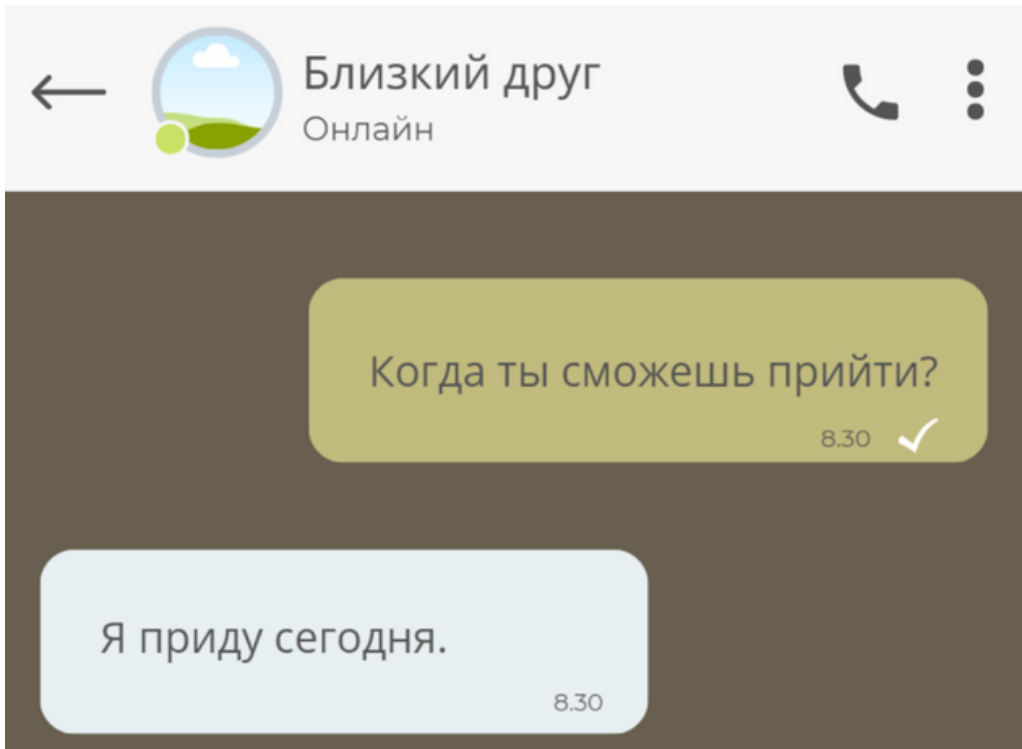 Близкий друг
Онлайн
Когда ты сможешь прийти?
8.30
Я приду сегодня.
8.30